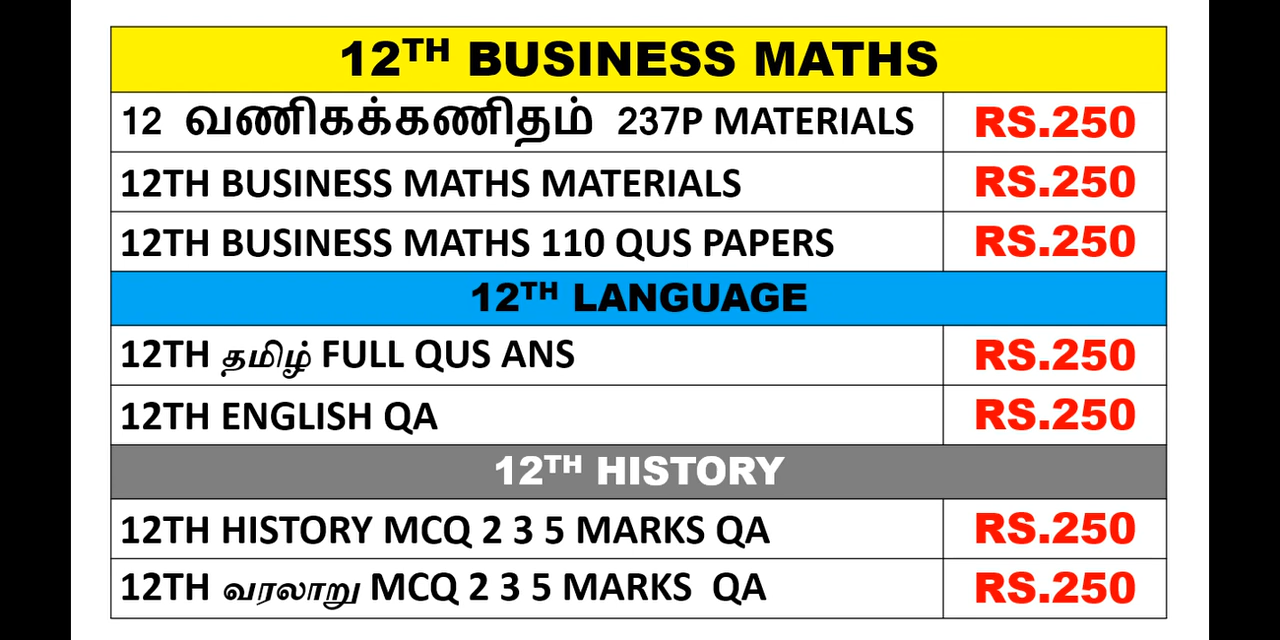 12TH BUSINESS MATHS
12 வணிகக்கணிதம் 237P MATERIALS RS.250
12TH BUSINESS MATHS MATERIALS RS.250
12TH BUSINESS MATHS 110 QUS PAPERS RS.250
12TH LANGUAGE
12TH தமிழ் FULL QUS ANS RS.250
12TH ENGLISH QA RS.250
12TH HISTORY
12TH HISTORY MCQ 2 3 5 MARKS QA RS.250
12TH வரலாறு MCQ 2 3 5 MARKS QA RS.250